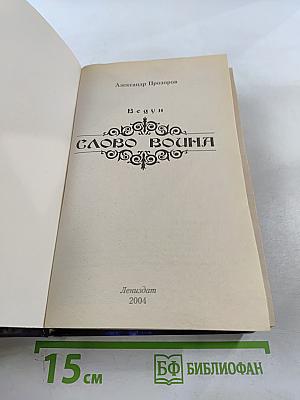 Александр Прозоров
Ведун
СЛОВО ВОИНА
Лениздат
2004
15 см
БФ БИБЛИОФАН